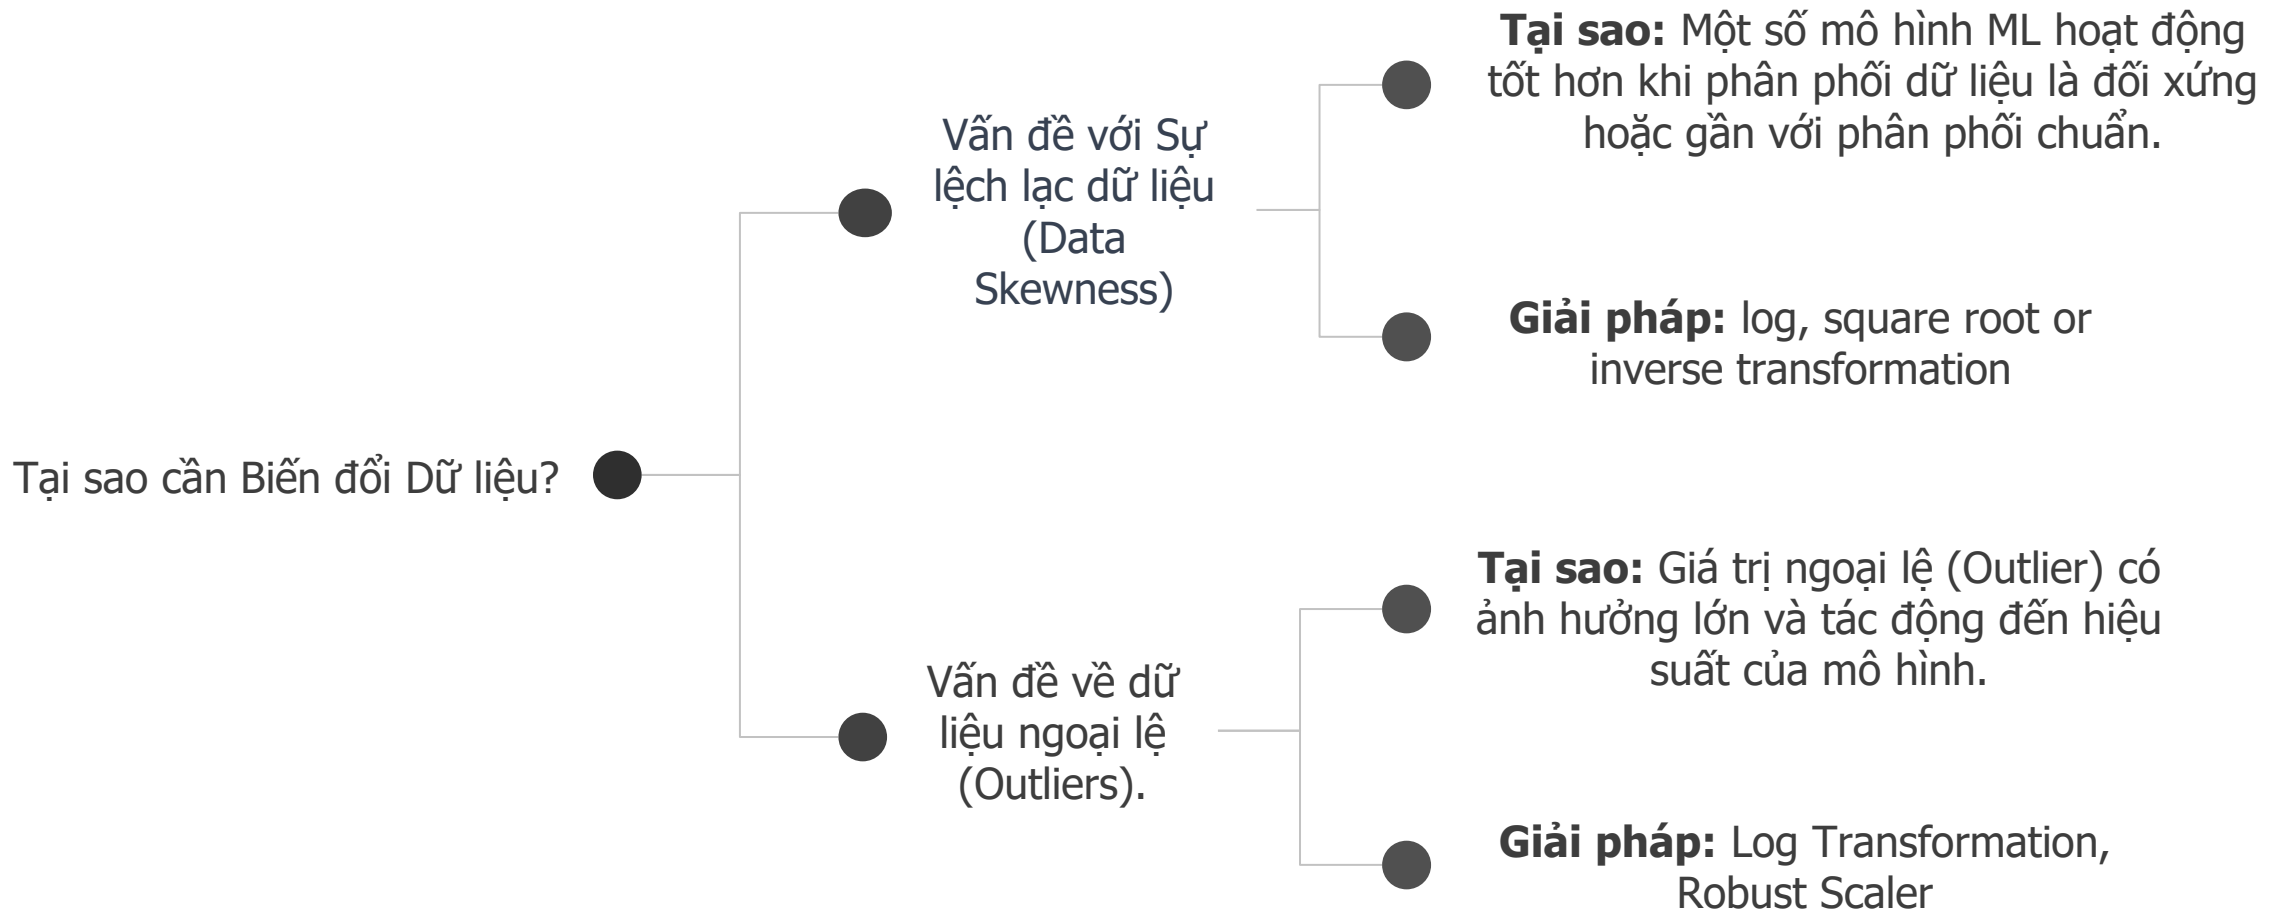 Tại sao cần Biến đổi Dữ liệu?
Vấn đề với Sự
lệch lạc dữ liệu
(Data
Skewness)
Tại sao: Một số mô hình ML hoạt động
tốt hơn khi phân phối dữ liệu là đối xứng
hoặc gần với phân phối chuẩn.
Giải pháp: log, square root or
inverse transformation
Vấn đề về dữ
liệu ngoại lệ
(Outliers).
Tại sao: Giá trị ngoại lệ (Outlier) có
ảnh hưởng lớn và tác động đến hiệu
suất của mô hình.
Giải pháp: Log Transformation,
Robust Scaler